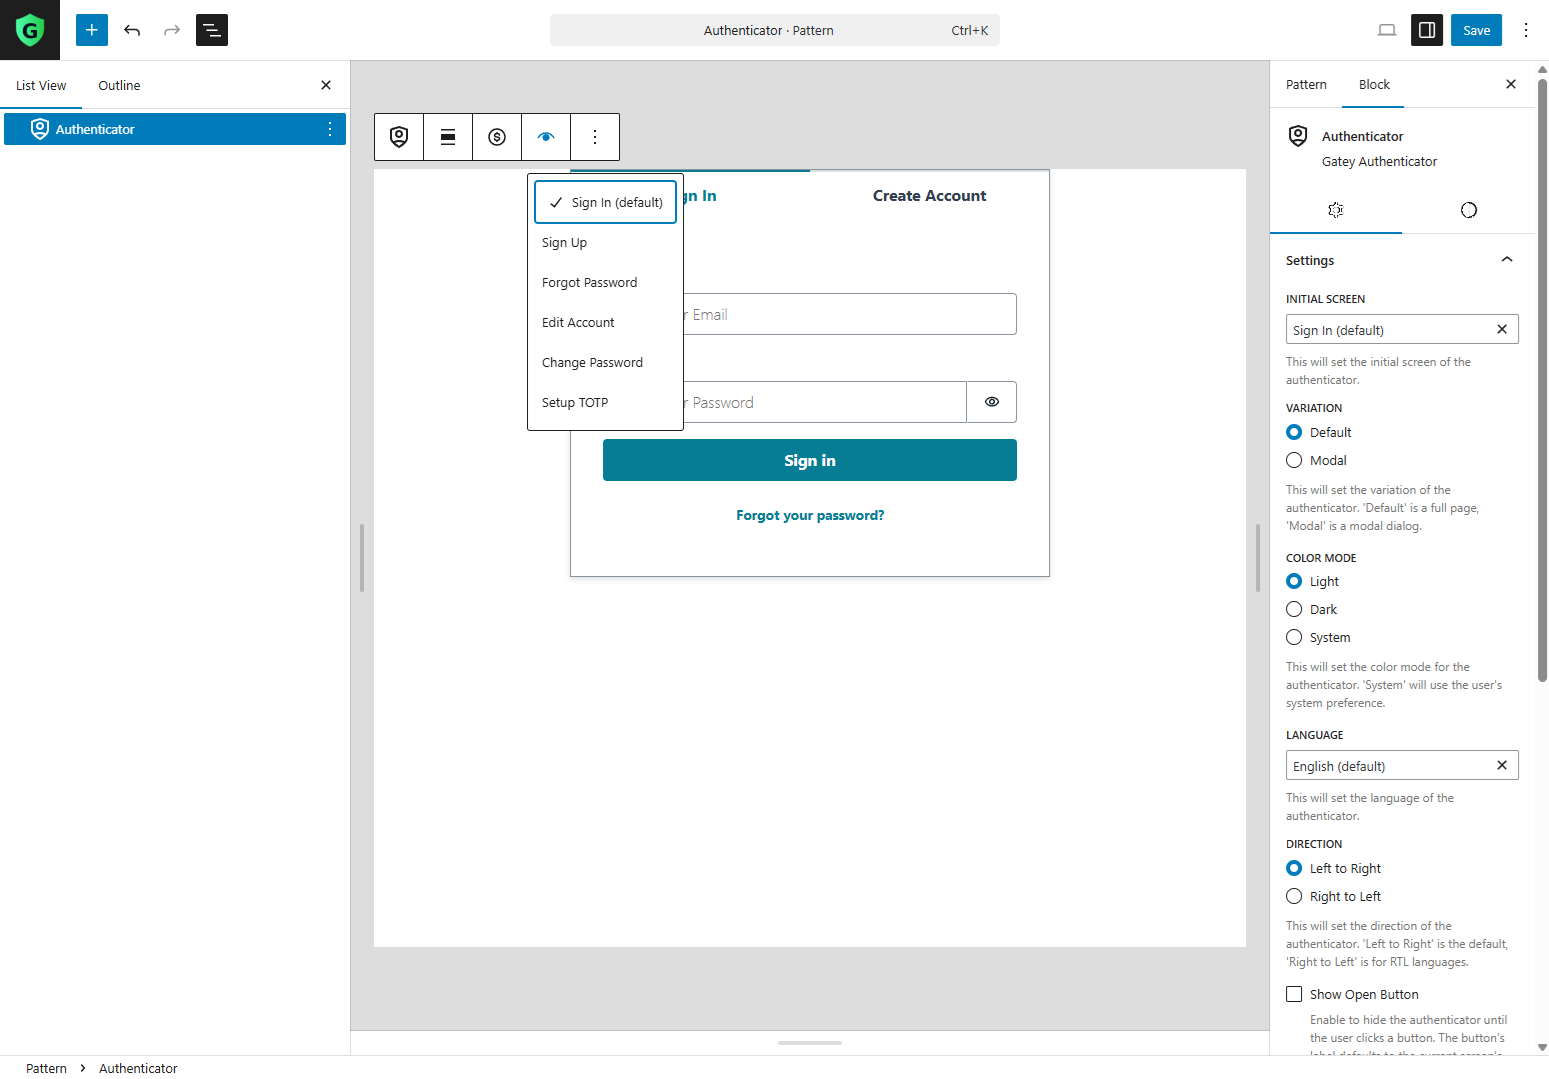 G
Authenticator · Pattern
Ctrl+K
Save
List View
Outline
Authenticator
Sign In (default)
Sign Up
Forgot Password
Edit Account
Change Password
Setup TOTP
gn In
Create Account
r Email
r Password
Sign in
Forgot your password?
Pattern
Block
Authenticator
Gatey Authenticator
Settings
INITIAL SCREEN
Sign In (default)
This will set the initial screen of the
authenticator.
VARIATION
Default
Modal
This will set the variation of the
authenticator. 'Default' is a full page,
'Modal' is a modal dialog.
COLOR MODE
Light
Dark
System
This will set the color mode for the
authenticator. 'System' will use the user's
system preference.
LANGUAGE
English (default)
This will set the language of the
authenticator.
DIRECTION
Left to Right
Right to Left
This will set the direction of the
authenticator. 'Left to Right' is the default,
'Right to Left' is for RTL languages.
Show Open Button
Enable to hide the authenticator until
the user clicks a button. The button's
label defaults to the current screen's
Pattern
Authenticator